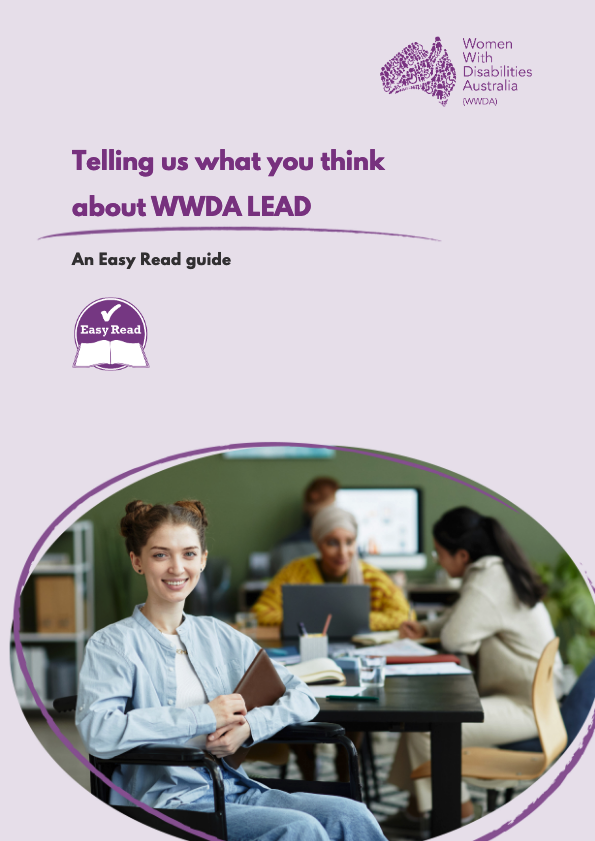 Women
With
Disabilities
Australia
(WWDA)
Telling us what you think
about WWDA LEAD
An Easy Read guide
Easy Read